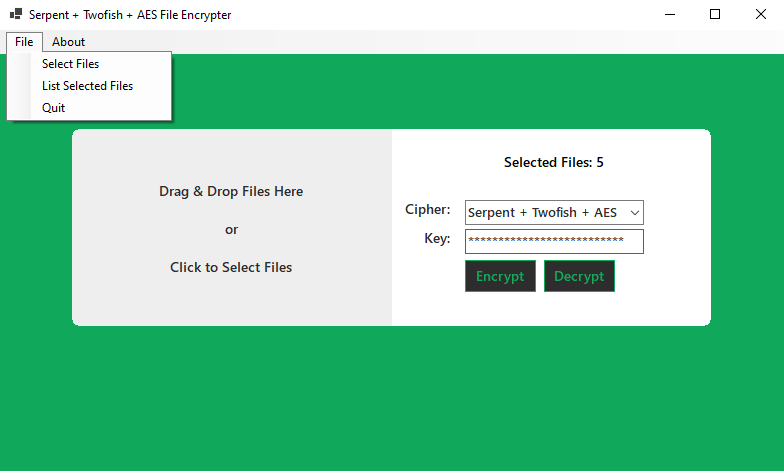 Serpent + Twofish + AES File Encrypter
File About
Select Files
List Selected Files
Quit
Drag & Drop Files Here
or
Click to Select Files
Selected Files: 5
Cipher: Serpent + Twofish + AES
Key: **************************
Encrypt Decrypt